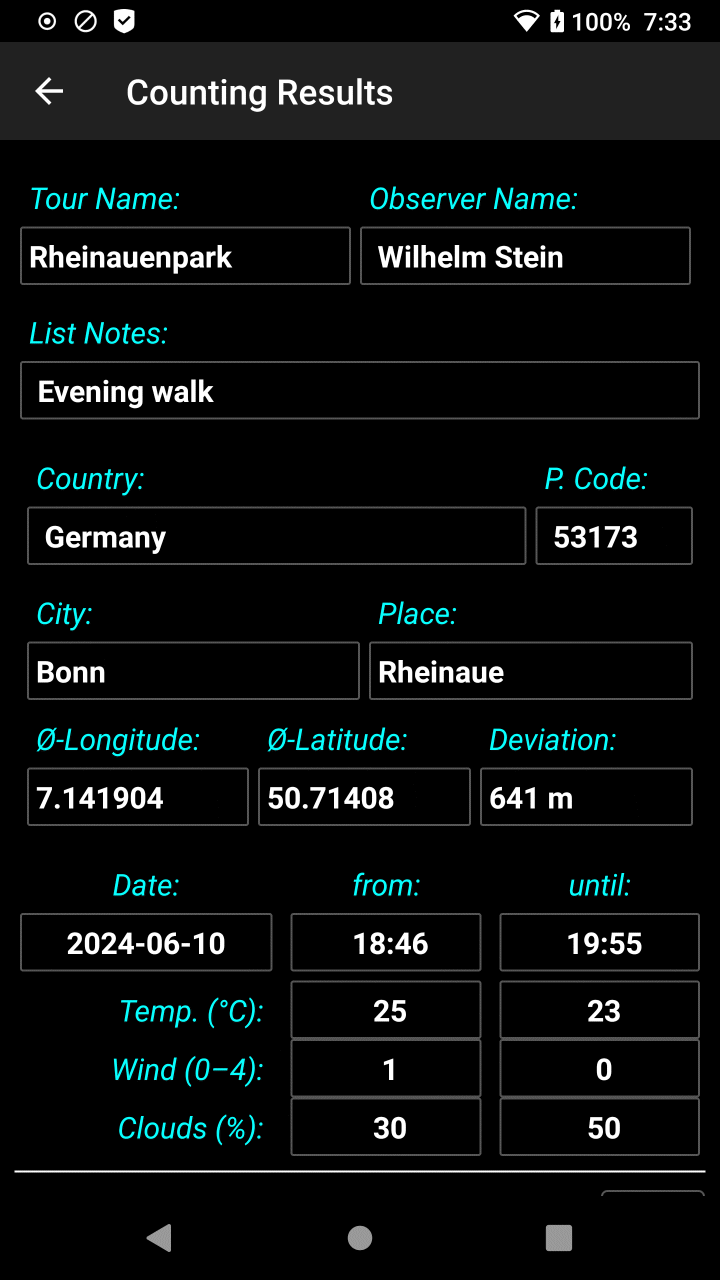 100% 7:33
Counting Results
Tour Name: Observer Name:
Rheinauenpark Wilhelm Stein
List Notes:
Evening walk
Country: P. Code:
Germany 53173
City: Place:
Bonn Rheinaue
Ø-Longitude: Ø-Latitude: Deviation:
7.141904 50.71408 641 m
Date: from: until:
2024-06-10 18:46 19:55
Temp. (°C): 25 23
Wind (0–4): 1 0
Clouds (%): 30 50